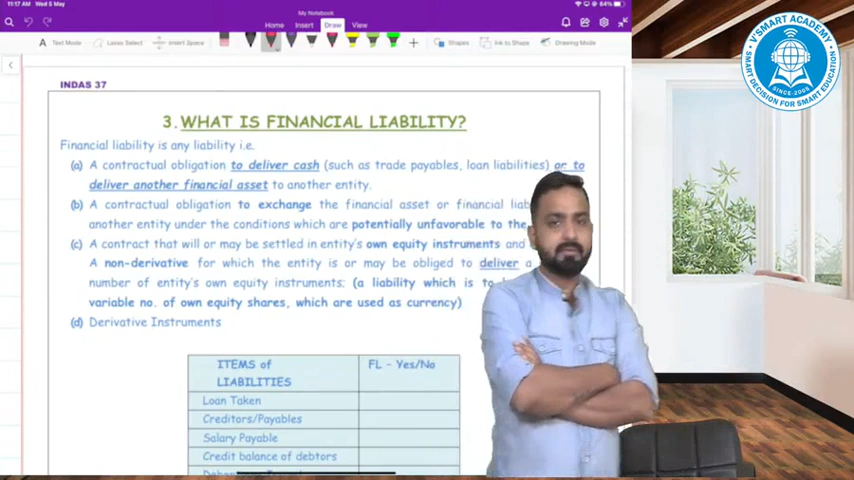 11:17 AM Wed 5 May
My Notebook
84%
Home Insert Draw View
Text Mode Lasso Select Insert Space Shapes Ink to Shape Drawing Mode
INDAS 37
3. WHAT IS FINANCIAL LIABILITY?
Financial liability is any liability i.e.
(a) A contractual obligation to deliver cash (such as trade payables, loan liabilities) or to
deliver another financial asset to another entity.
(b) A contractual obligation to exchange the financial asset or financial
another entity under the conditions which are potentially unfavorable to the
(c) A contract that will or may be settled in entity's own equity instruments and
A non-derivative for which the entity is or may be obliged to deliver a
number of entity's own equity instruments; (a liability which is to
variable no. of own equity shares, which are used as currency)
(d) Derivative Instruments
ITEMS of FL - Yes/No
LIABILITIES
Loan Taken
Creditors/Payables
Salary Payable
Credit balance of debtors
V'SMART ACADEMY
SINCE-2005
SMART DECISION FOR SMART EDUCATION